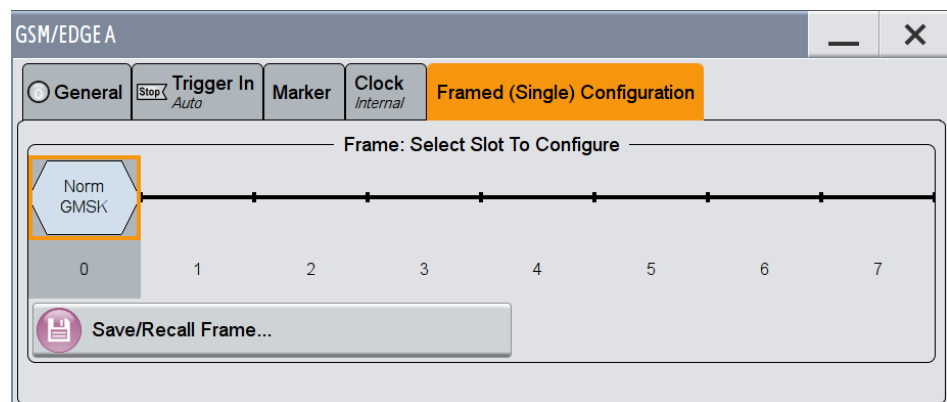 GSM/EDGE A
General
Stop
Trigger In
Auto
Marker
Clock
Internal
Framed (Single) Configuration
Frame: Select Slot To Configure
Norm
GMSK
0 1 2 3 4 5 6 7
Save/Recall Frame...